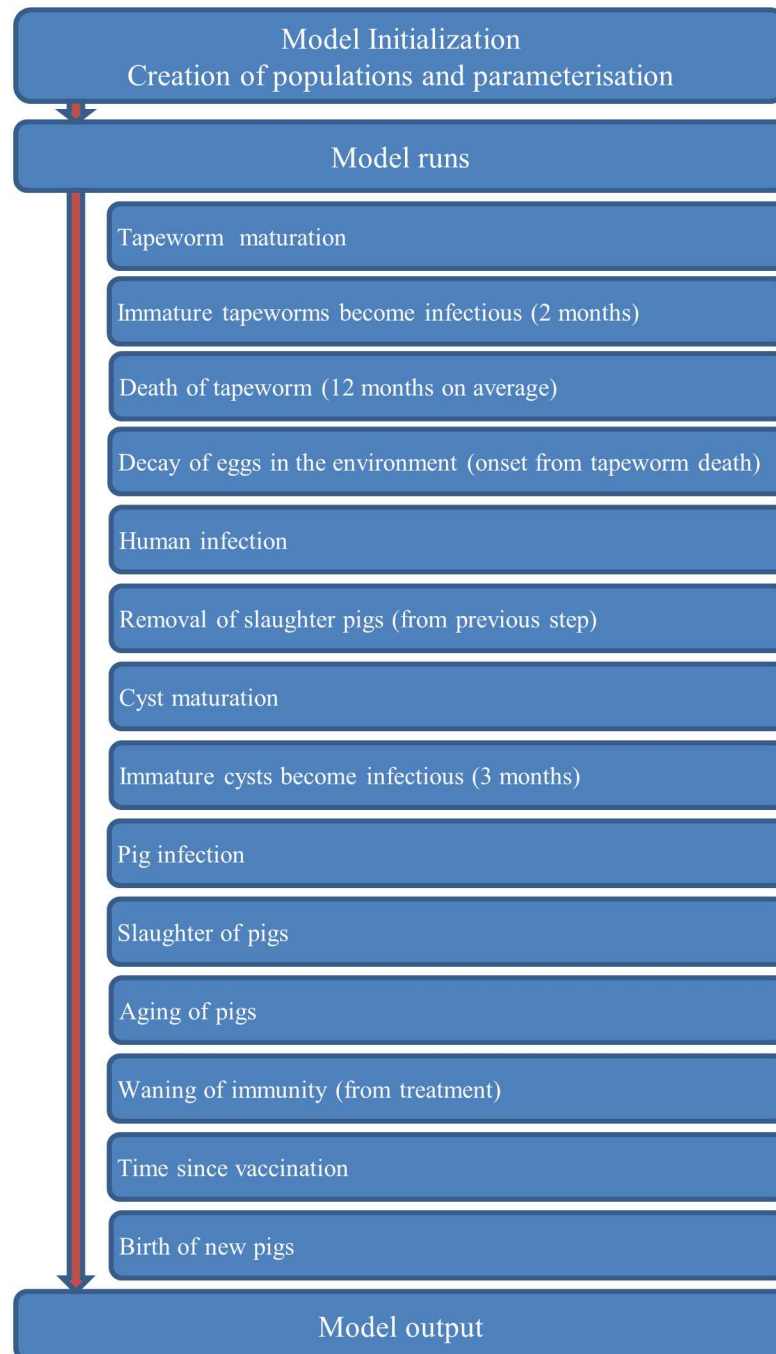 Model Initialization
Creation of populations and parameterisation
Model runs
Tapeworm maturation
Immature tapeworms become infectious (2 months)
Death of tapeworm (12 months on average)
Decay of eggs in the environment (onset from tapeworm death)
Human infection
Removal of slaughter pigs (from previous step)
Cyst maturation
Immature cysts become infectious (3 months)
Pig infection
Slaughter of pigs
Aging of pigs
Waning of immunity (from treatment)
Time since vaccination
Birth of new pigs
Model output